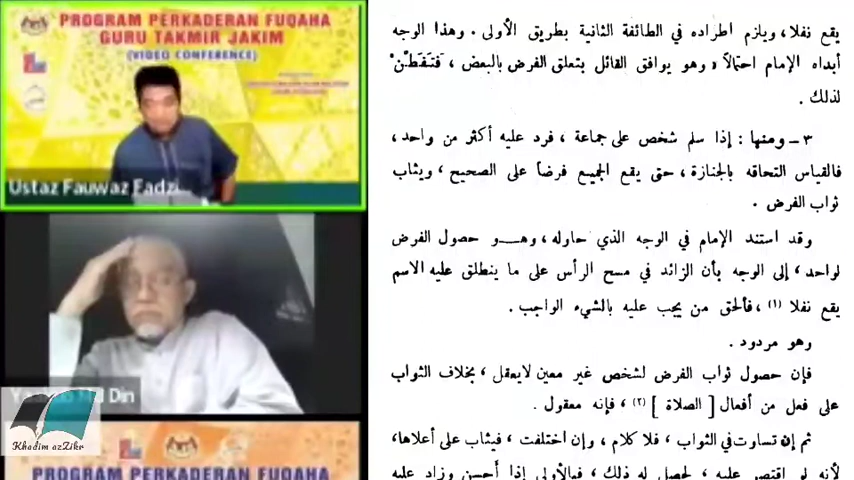 PROGRAM PERKADERAN FUQAHA
GURU TAKMIR JAKIM
(VIDEO CONFERENCE)
Ustaz Fauwaz Fadzi...
Din
Khadim azZikr
PROGRAM PERKADERAN FUQAHA
يقع نفلا، ويلزم اطراده في الطائفة الثانية بطريق الأولى. وهذا الوجه
أبداه الإمام احتمالاً، وهو يوافق القائل بتعلق الفرض بالبعض، فَتَفَطَّنْ
لذلك.
٣ ـ ومنها: إذا سلم شخص على جماعة، فرد عليه أكثر من واحد،
فالقياس التحاقه بالجنازة، حتى يقع الجميع فرضاً على الصحيح، ويثاب
ثواب الفرض.
وقد استند الإمام في الوجه الذي حاوله، وهـــو حصول الفرض
لواحد، إلى الوجه بأن الزائد في مسح الرأس على ما ينطلق عليه الاسم
يقع نفلا (١)، فألحق من يجب عليه بالشيء الواجب.
وهو مردود.
فإن حصول ثواب الفرض لشخص غير معين لايعقل، بخلاف الثواب
على فعل من أفعال [ الصلاة ] (٢)، فإنه معقول.
ثم إن تساوت في الثواب، فلا كلام، وإن اختلفت، فيثاب على أعلاها،
لأنه لو اقتصر عليه، لحصل له ذلك، فبالأولى إذا أحسن وزاد عليه